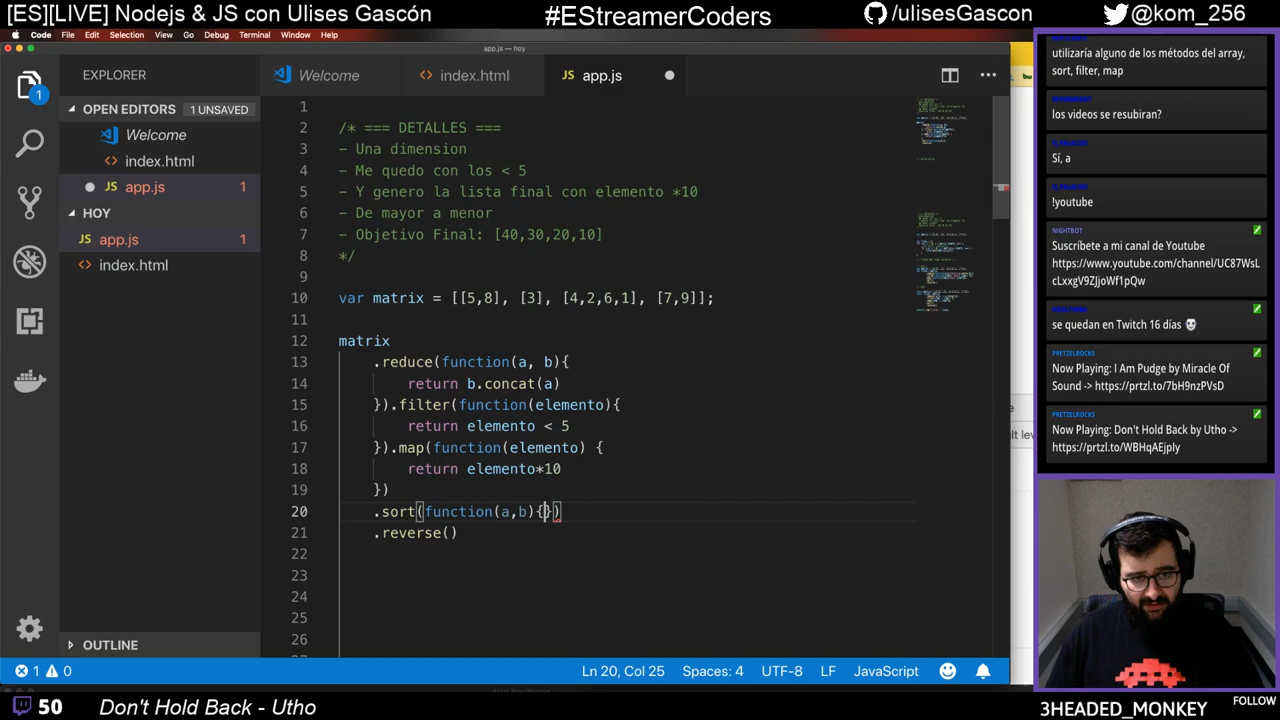 [ES][LIVE] Nodejs & JS con Ulises Gascón
#EStreamerCoders
/ulisesGascon
@kom_256
Code File Edit Selection View Go Debug Terminal Window Help
app.js — hoy
EXPLORER
OPEN EDITORS 1 UNSAVED
Welcome
index.html
app.js 1
HOY
app.js 1
index.html
OUTLINE
1
Welcome
index.html
JS app.js
1
2 /* === DETALLES ===
3 - Una dimension
4 - Me quedo con los < 5
5 - Y genero la lista final con elemento *10
6 - De mayor a menor
7 - Objetivo Final: [40,30,20,10]
8 */
9
10 var matrix = [[5,8], [3], [4,2,6,1], [7,9]];
11
12 matrix
13 .reduce(function(a, b){
14 return b.concat(a)
15 }).filter(function(elemento){
16 return elemento < 5
17 }).map(function(elemento) {
18 return elemento*10
19 })
20 .sort(function(a,b){})
21 .reverse()
22
23
24
25
26
1 0
Ln 20, Col 25 Spaces: 4 UTF-8 LF JavaScript
utilizaría alguno de los métodos del array,
sort, filter, map
los videos se resubiran?
Sí, a
!youtube
NIGHTBOT
Suscríbete a mi canal de Youtube
https://www.youtube.com/channel/UC87WsL
cLxxgV9ZJjoWf1pQw
se quedan en Twitch 16 días
PRETZELROCKS
Now Playing: I Am Pudge by Miracle Of
Sound -> https://prtzl.to/7bH9nzPVsD
PRETZELROCKS
Now Playing: Don't Hold Back by Utho ->
https://prtzl.to/WBHqAEjpIy
50 Don't Hold Back - Utho
3HEADED_MONKEY FOLLOW